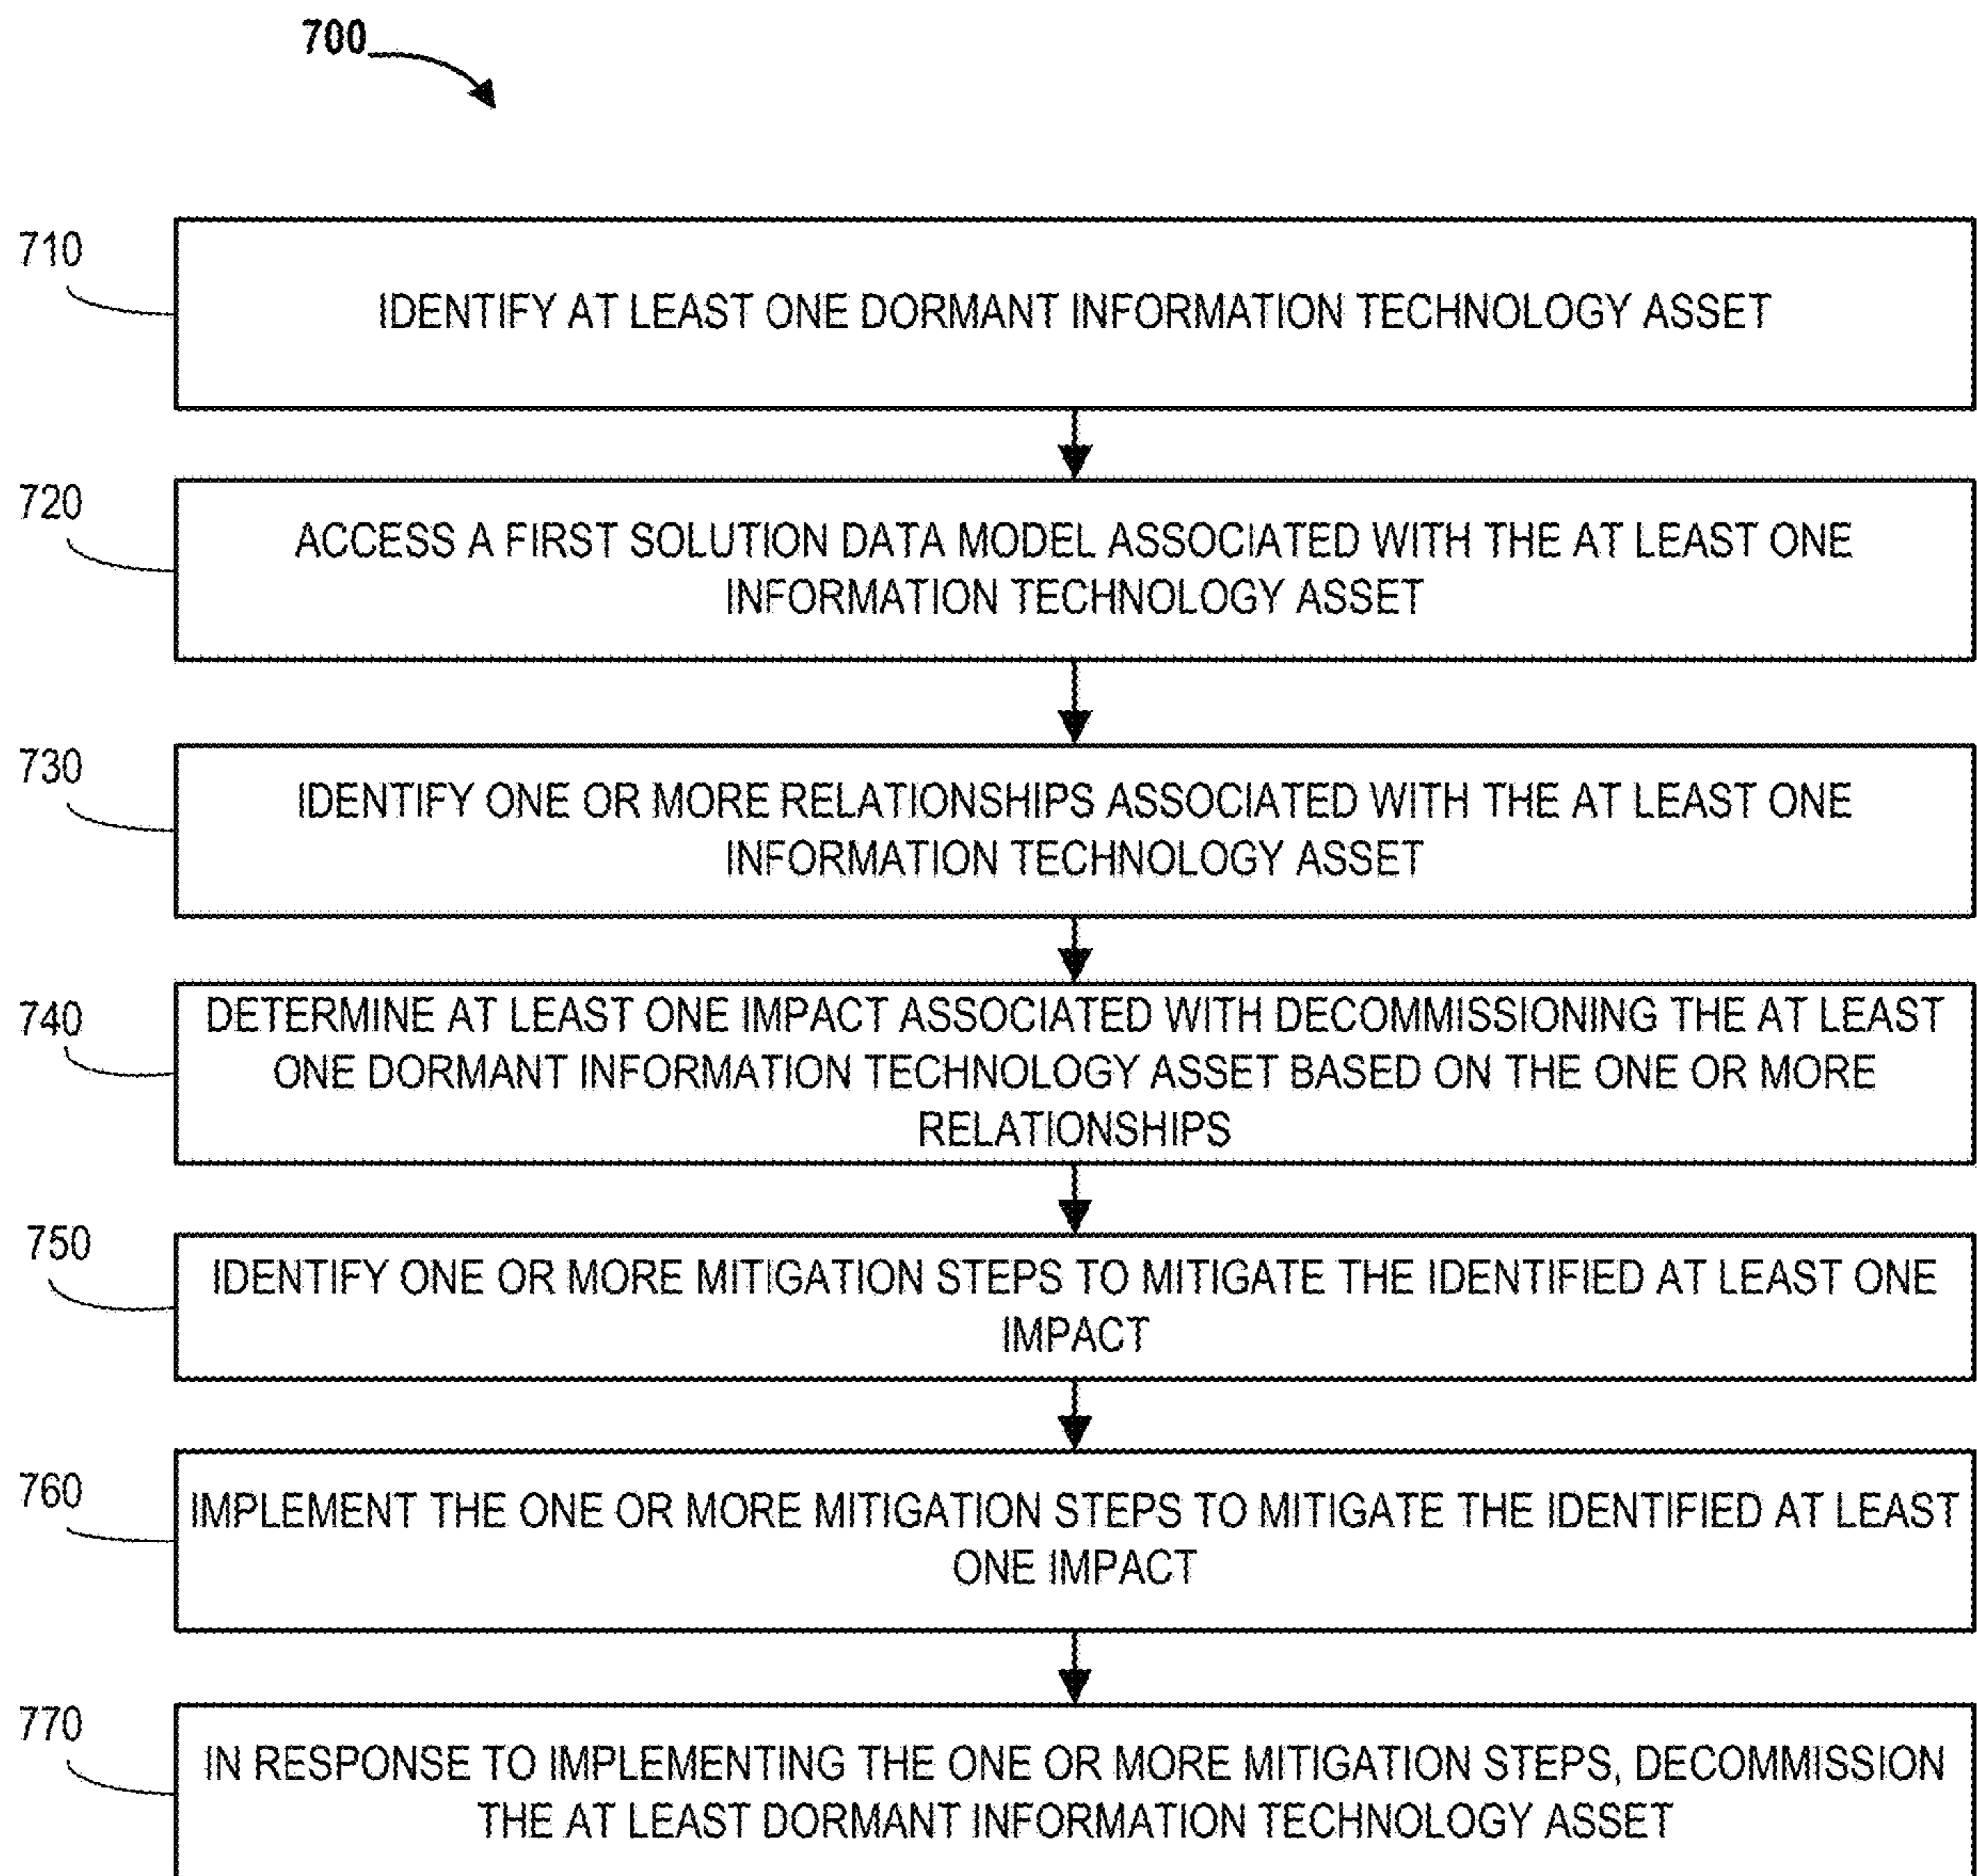 700
710
IDENTIFY AT LEAST ONE DORMANT INFORMATION TECHNOLOGY ASSET
720
ACCESS A FIRST SOLUTION DATA MODEL ASSOCIATED WITH THE AT LEAST ONE
INFORMATION TECHNOLOGY ASSET
730
IDENTIFY ONE OR MORE RELATIONSHIPS ASSOCIATED WITH THE AT LEAST ONE
INFORMATION TECHNOLOGY ASSET
740
DETERMINE AT LEAST ONE IMPACT ASSOCIATED WITH DECOMMISSIONING THE AT LEAST
ONE DORMANT INFORMATION TECHNOLOGY ASSET BASED ON THE ONE OR MORE
RELATIONSHIPS
750
IDENTIFY ONE OR MORE MITIGATION STEPS TO MITIGATE THE IDENTIFIED AT LEAST ONE
IMPACT
760
IMPLEMENT THE ONE OR MORE MITIGATION STEPS TO MITIGATE THE IDENTIFIED AT LEAST
ONE IMPACT
770
IN RESPONSE TO IMPLEMENTING THE ONE OR MORE MITIGATION STEPS, DECOMMISSION
THE AT LEAST DORMANT INFORMATION TECHNOLOGY ASSET